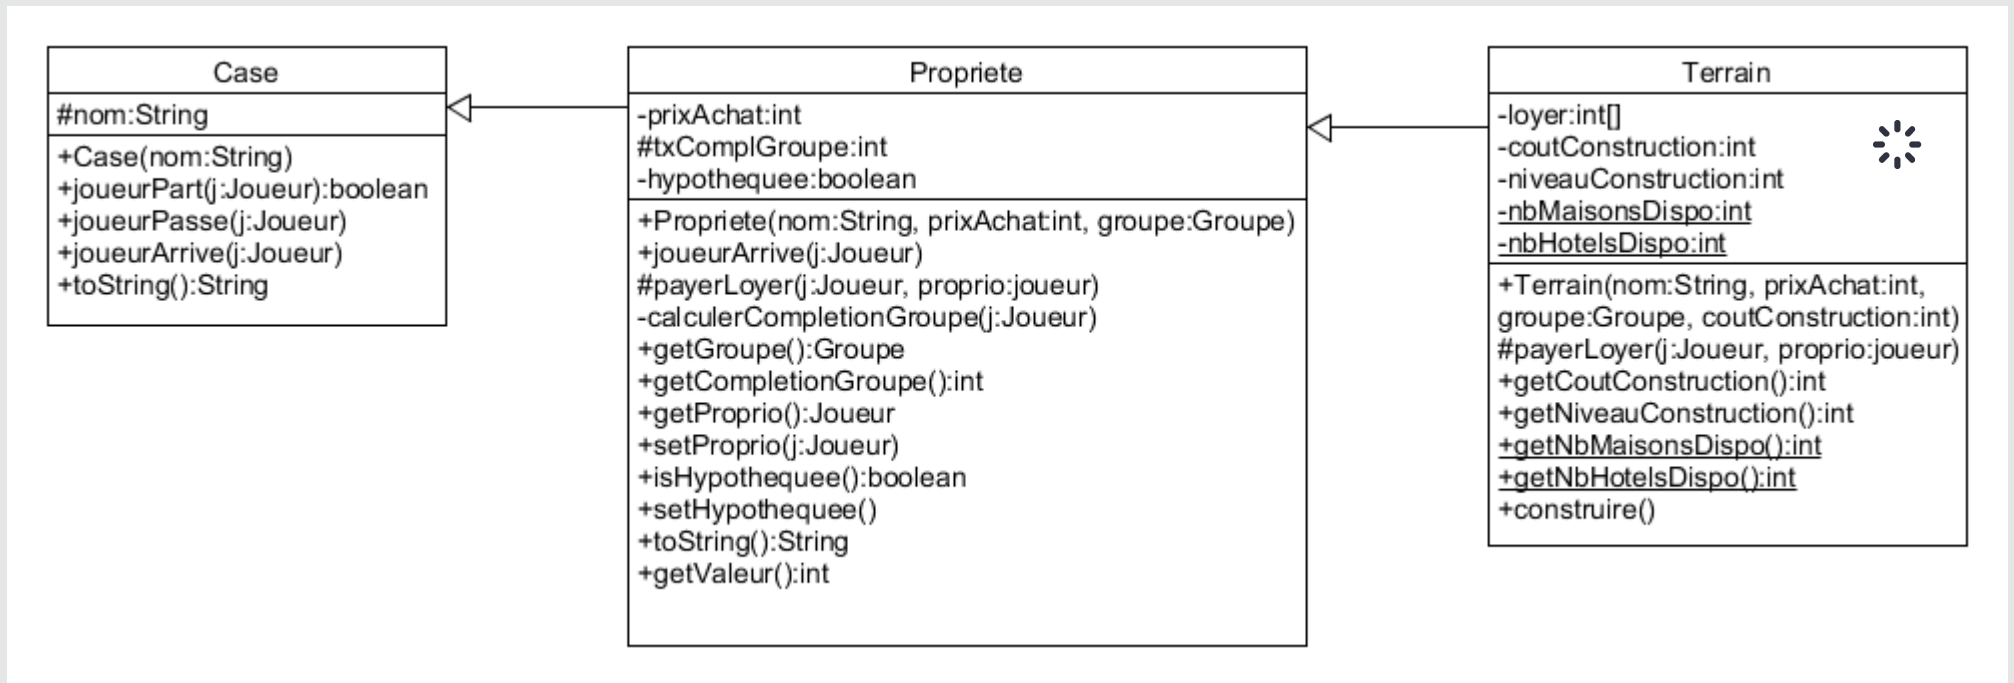 Case
#nom:String
+Case(nom:String)
+joueurPart(j:Joueur):boolean
+joueurPasse(j:Joueur)
+joueurArrive(j:Joueur)
+toString():String
Propriete
-prixAchat:int
#txComplGroupe:int
-hypothequee:boolean
+Propriete(nom:String, prixAchat:int, groupe:Groupe)
+joueurArrive(j:Joueur)
#payerLoyer(j:Joueur, proprio:joueur)
-calculerCompletionGroupe(j:Joueur)
+getGroupe():Groupe
+getCompletionGroupe():int
+getProprio():Joueur
+setProprio(j:Joueur)
+isHypothequee():boolean
+setHypothequee()
+toString():String
+getValeur():int
Terrain
-loyer:int[]
-coutConstruction:int
-niveauConstruction:int
-nbMaisonsDispo:int
-nbHotelsDispo:int
+Terrain(nom:String, prixAchat:int,
groupe:Groupe, coutConstruction:int)
#payerLoyer(j:Joueur, proprio:joueur)
+getCoutConstruction():int
+getNiveauConstruction():int
+getNbMaisonsDispo():int
+getNbHotelsDispo():int
+construire()